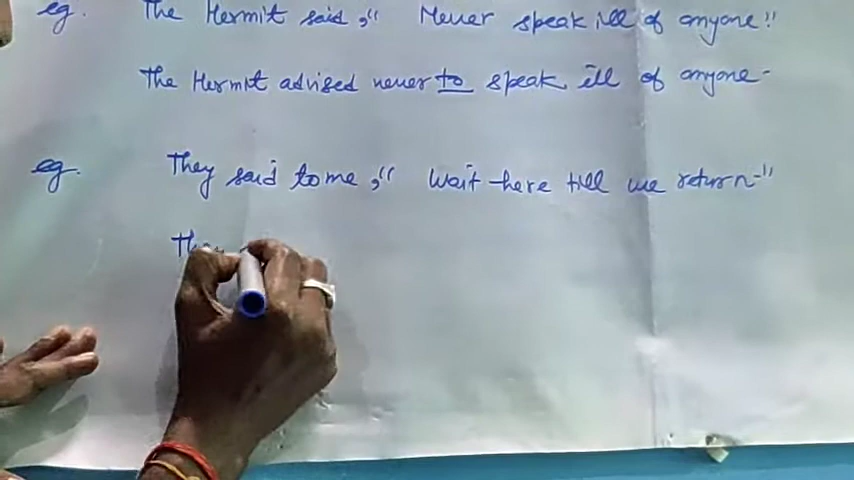 eg. The Hermit said ," Never speak ill of anyone"
The Hermit advised never to speak ill of anyone-
eg. They said to me ," Wait here till we return-"
They